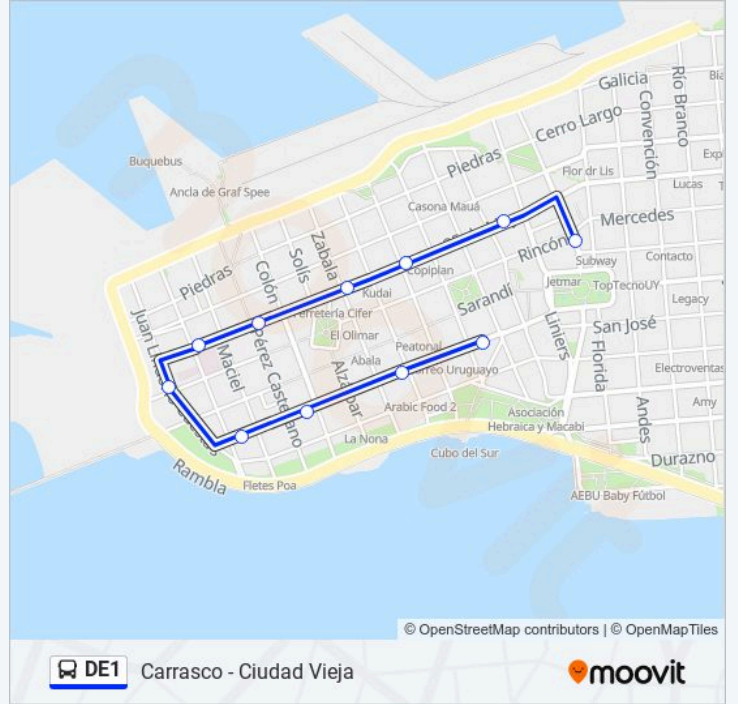 Galicia
Río Branco
Convención
Cerro Largo
Piedras
Buquebus
Ancla de Graf Spee
Flor dr Lis
Lucas
Casona Mauá
Mercedes
Rincón
Zabala
Solís
Colón
Piedras
Copiplan
Kudai
Subway
Contacto
Jetmar
TopTecnoUY
Legacy
Sarandí
Ferretería Cifer
El Olimar
Peatonal
Abala
Correo Uruguayo
Liniers
San José
Florida
Electroventas
Maciel
Pérez Castellano
Alzáibar
Arabic Food 2
Asociación
Hebraica y Macabi
Andes
Amy
La Nona
Cubo del Sur
Durazno
Rambla
Fletes Poa
AEBU Baby Fútbol
© OpenStreetMap contributors | © OpenMapTiles
DE1 Carrasco - Ciudad Vieja
moovit